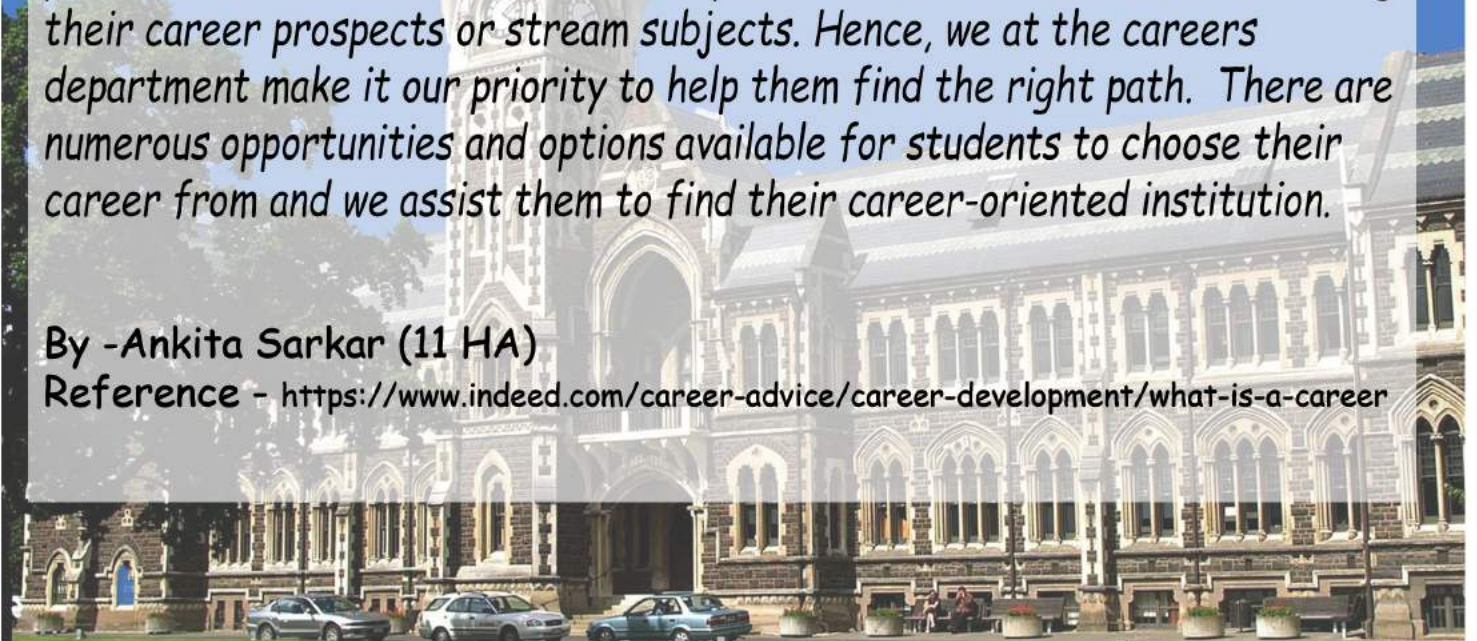 their career prospects or stream subjects. Hence, we at the careers
department make it our priority to help them find the right path. There are
numerous opportunities and options available for students to choose their
career from and we assist them to find their career-oriented institution.
By -Ankita Sarkar (11 HA)
Reference - https://www.indeed.com/career-advice/career-development/what-is-a-career